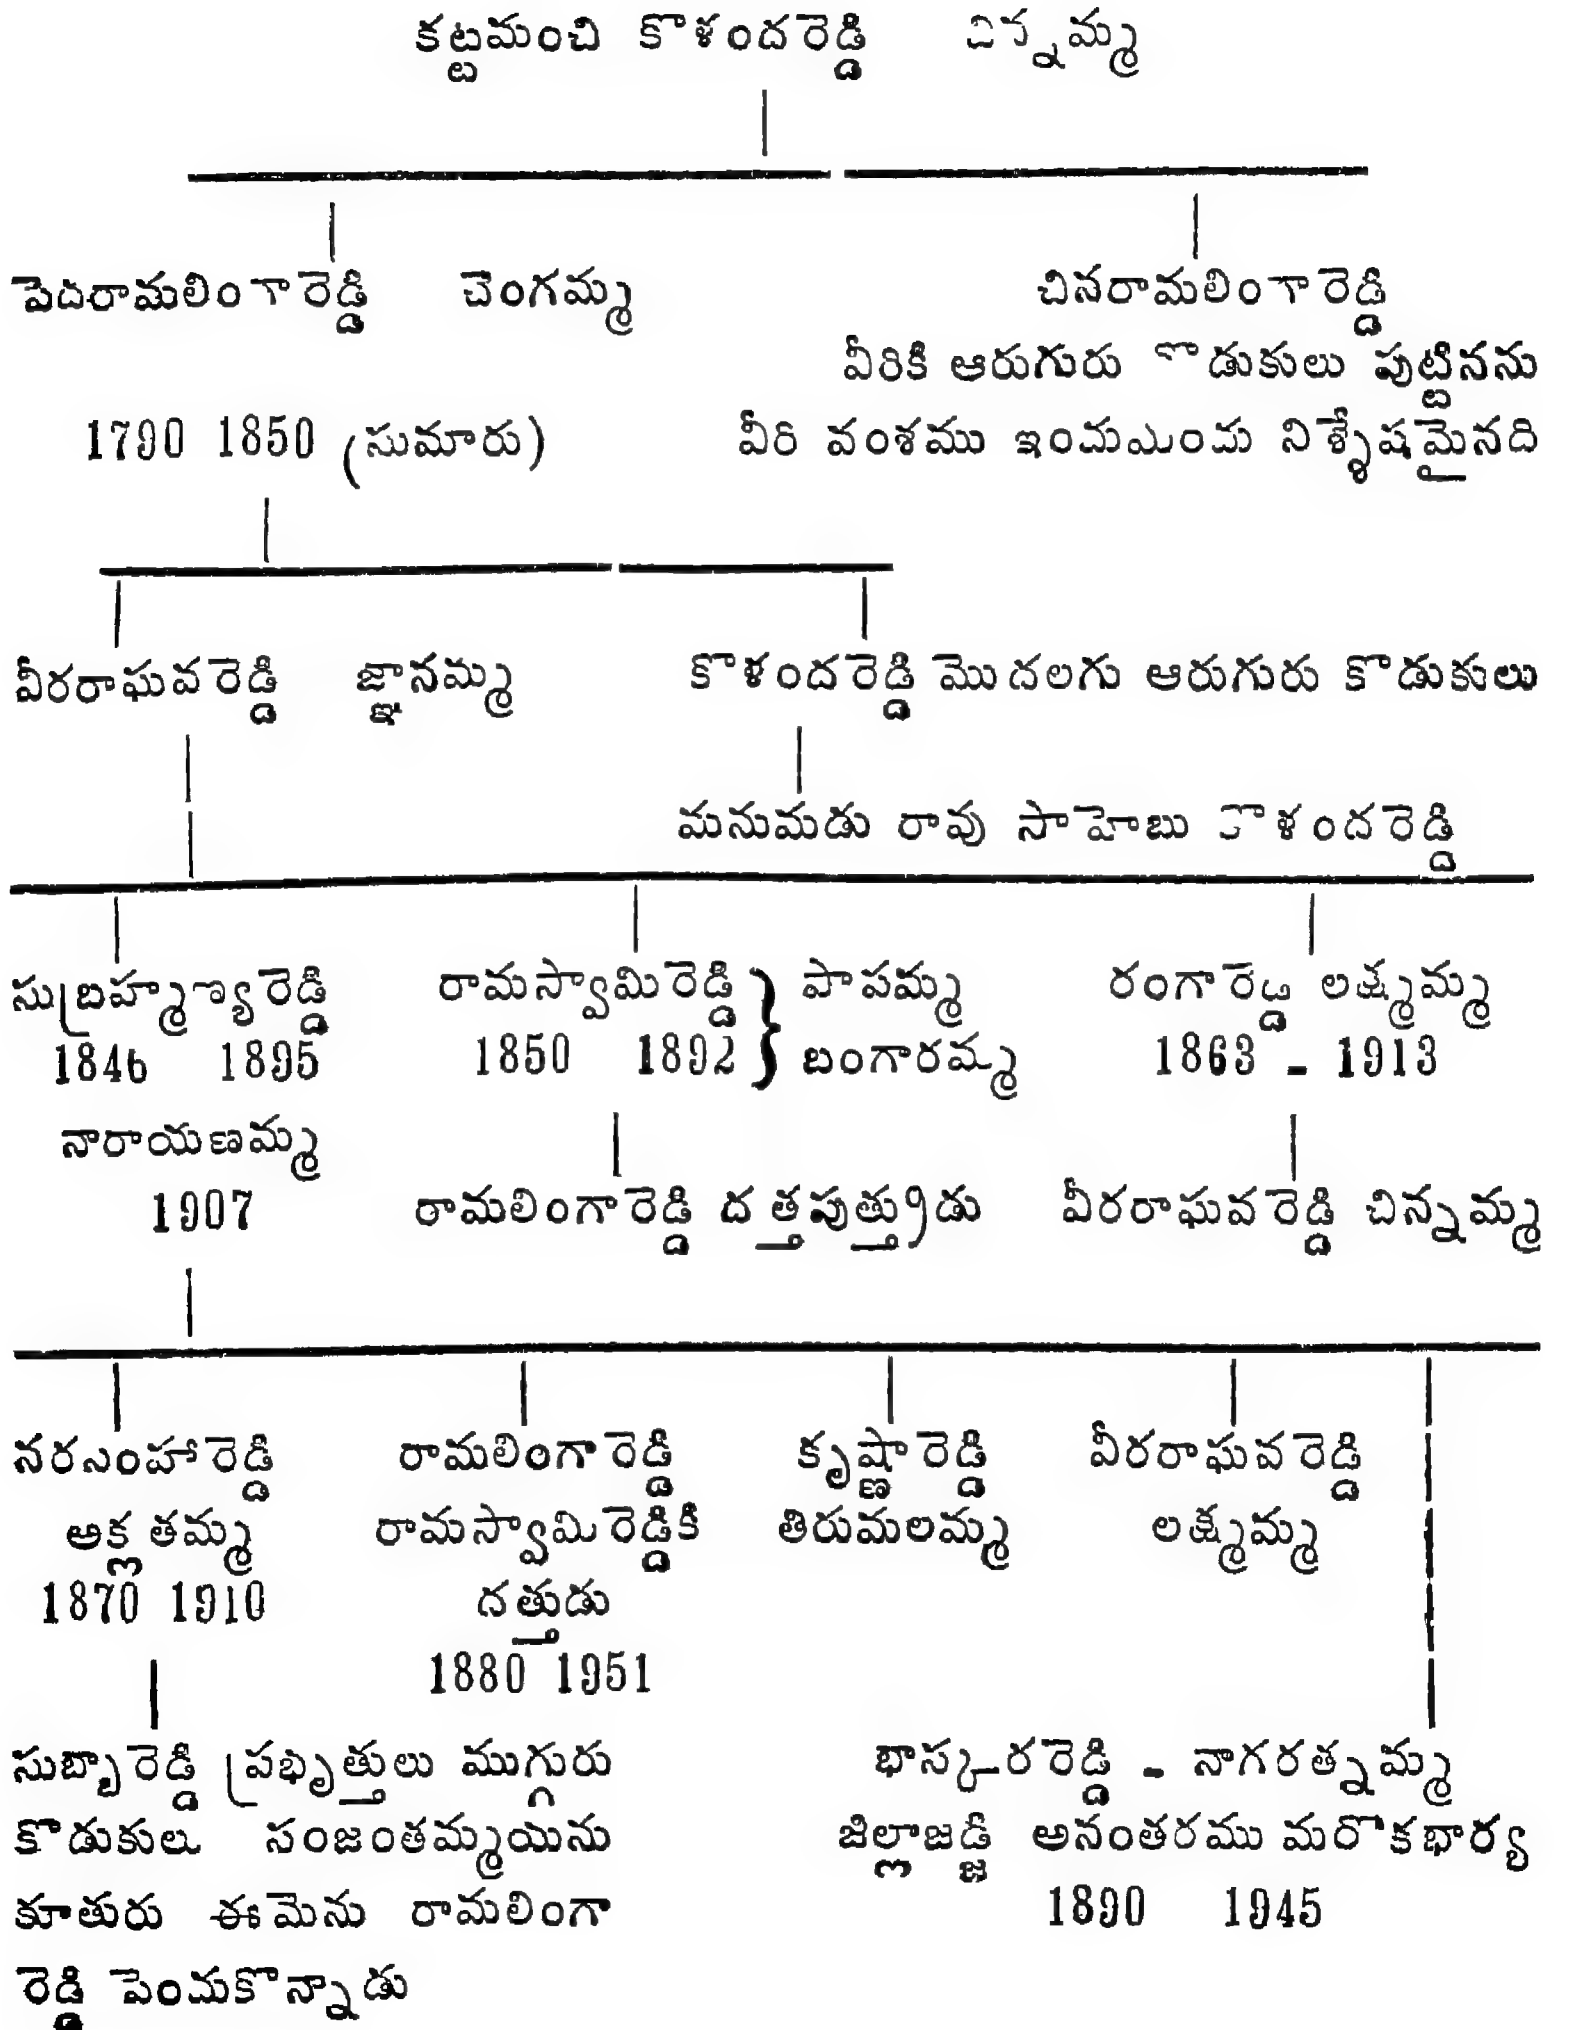 కట్టమంచి కొళందరెడ్డి చిన్నమ్మ
పెదరామలింగారెడ్డి చెంగమ్మ
చినరామలింగారెడ్డి
వీరికి ఆరుగురు కొడుకులు పుట్టినను
1790 1850 (సుమారు)
వీరి వంశము ఇంచుమించు నిశ్శేషమైనది
వీరరాఘవరెడ్డి జ్ఞానమ్మ
కొళందరెడ్డి మొదలగు ఆరుగురు కొడుకులు
మనుమడు రావు సాహెబు కొళందరెడ్డి
సుబ్రహ్మణ్యరెడ్డి
1846 1895
నారాయణమ్మ
1907
రామస్వామిరెడ్డి } పాపమ్మ
1850 1892 } బంగారమ్మ
రామలింగారెడ్డి దత్తపుత్త్రుడు
రంగారెడ్డి లక్ష్మమ్మ
1863 - 1913
వీరరాఘవరెడ్డి చిన్నమ్మ
నరసింహారెడ్డి
అక్లతమ్మ
1870 1910
రామలింగారెడ్డి
రామస్వామిరెడ్డికి
దత్తుడు
1880 1951
కృష్ణారెడ్డి
తిరుమలమ్మ
వీరరాఘవరెడ్డి
లక్ష్మమ్మ
సుబ్బారెడ్డి ప్రభృత్తులు ముగ్గురు
కొడుకులు సంజంతమ్మయిను
కూతురు ఈమెను రామలింగా
రెడ్డి పెంచుకొన్నాడు
భాస్కరరెడ్డి - నాగరత్నమ్మ
జిల్లాజడ్జి అనంతరము మరొకభార్య
1890 1945